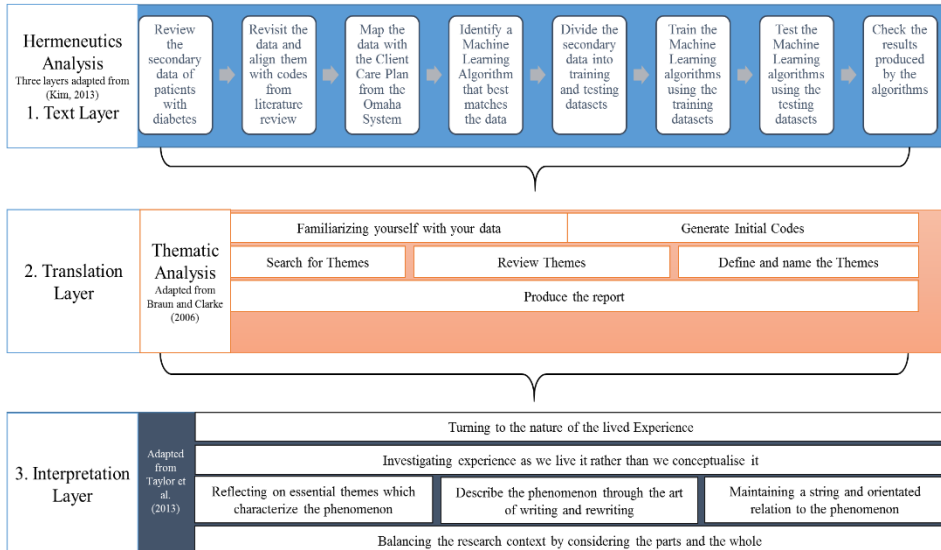 Hermeneutics
Analysis
Three layers adapted from
(Kim, 2013)
1. Text Layer
Review
the
secondary
data of
patients
with
diabetes
Revisit the
data and
align them
with codes
from
literature
review
Map the
data with
the Client
Care Plan
from the
Omaha
System
Identify a
Machine
Learning
Algorithm
that best
matches
the data
Divide the
secondary
data into
training
and testing
datasets
Train the
Machine
Learning
algorithms
using the
training
datasets
Test the
Machine
Learning
algorithms
using the
testing
datasets
Check the
results
produced by
the
algorithms
2. Translation
Layer
Thematic
Analysis
Adapted from
Braun and Clarke
(2006)
Familiarizing yourself with your data
Generate Initial Codes
Search for Themes
Review Themes
Define and name the Themes
Produce the report
3. Interpretation
Layer
Adapted
from
Taylor et
al.
(2013)
Turning to the nature of the lived Experience
Investigating experience as we live it rather than we conceptualise it
Reflecting on essential themes which
characterize the phenomenon
Describe the phenomenon through the art
of writing and rewriting
Maintaining a string and orientated
relation to the phenomenon
Balancing the research context by considering the parts and the whole